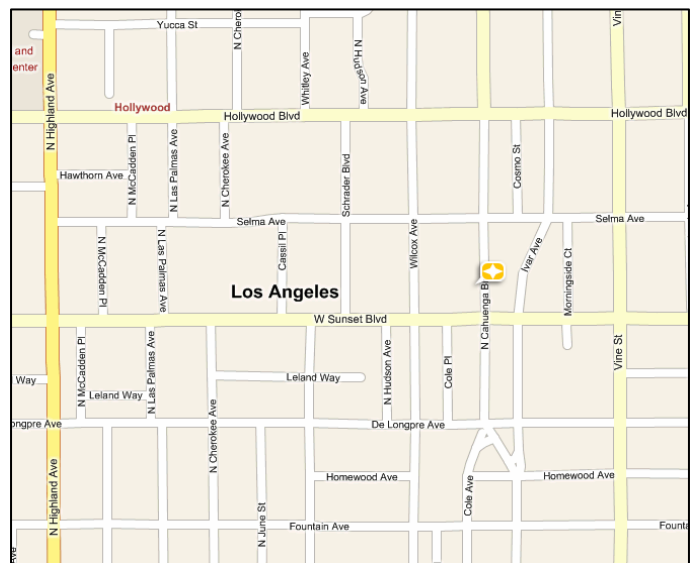 Yucca St
Vin
N Cherokee
and
enter
N Highland Ave
Whitley Ave
N Hudson Ave
Hollywood
Hollywood Blvd
Hollywood Blvd
N McCadden Pl
N Las Palmas Ave
N Cherokee Ave
Schrader Blvd
Cosmo St
Hawthorn Ave
Selma Ave
Selma Ave
N McCadden Pl
N Las Palmas Ave
Cassil Pl
Wilcox Ave
Ivar Ave
Morningside Ct
Los Angeles
N Cahuenga B
W Sunset Blvd
Vine St
N McCadden Pl
N Las Palmas Ave
N Hudson Ave
Cole Pl
Way
Leland Way
Leland Way
ongpre Ave
De Longpre Ave
N Cherokee Ave
N Highland Ave
Homewood Ave
Homewood Ave
Cole Ave
N June St
Fountain Ave
Founta
Ave